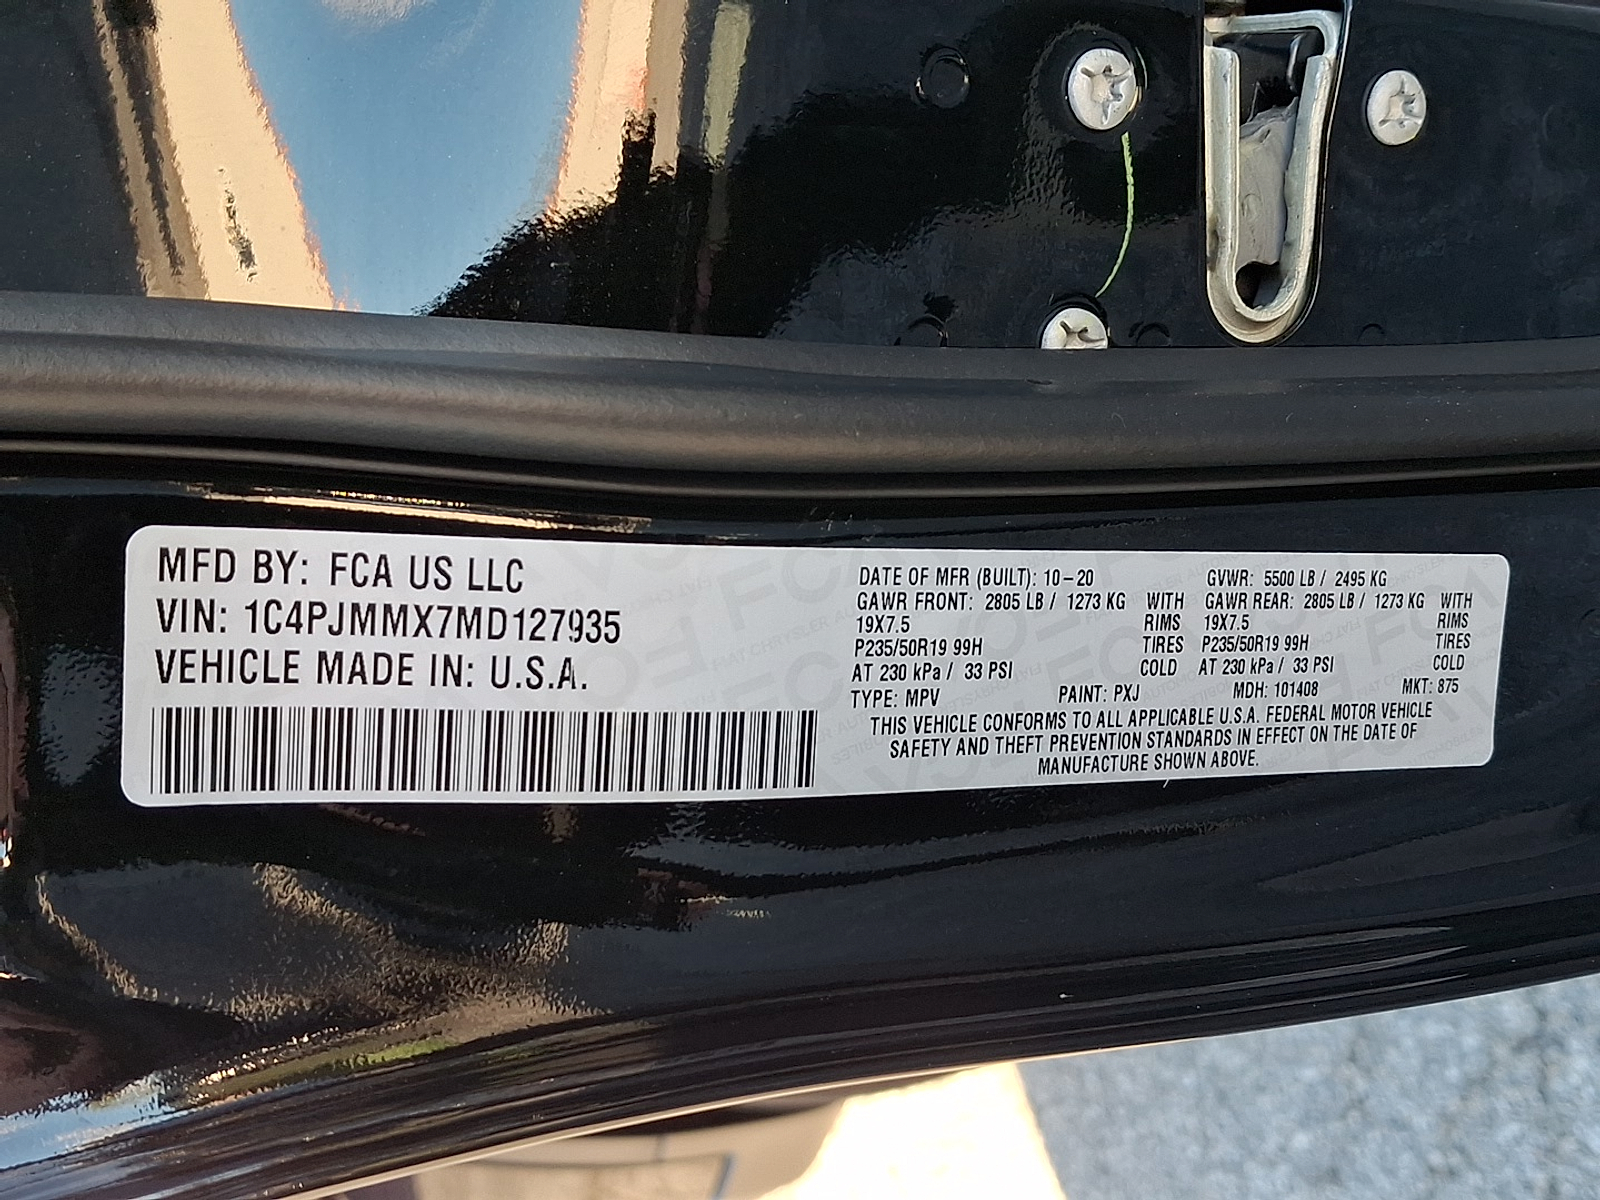 MFD BY: FCA US LLC
VIN: 1C4PJMMX7MD127935
VEHICLE MADE IN: U.S.A.
DATE OF MFR (BUILT): 10-20 GVWR: 5500 LB / 2495 KG
GAWR FRONT: 2805 LB / 1273 KG WITH GAWR REAR: 2805 LB / 1273 KG WITH
19X7.5 RIMS 19X7.5 RIMS
P235/50R19 99H TIRES P235/50R19 99H TIRES
AT 230 kPa / 33 PSI COLD AT 230 kPa / 33 PSI COLD
TYPE: MPV PAINT: PXJ MDH: 101408 MKT: 875
THIS VEHICLE CONFORMS TO ALL APPLICABLE U.S.A. FEDERAL MOTOR VEHICLE
SAFETY AND THEFT PREVENTION STANDARDS IN EFFECT ON THE DATE OF
MANUFACTURE SHOWN ABOVE.